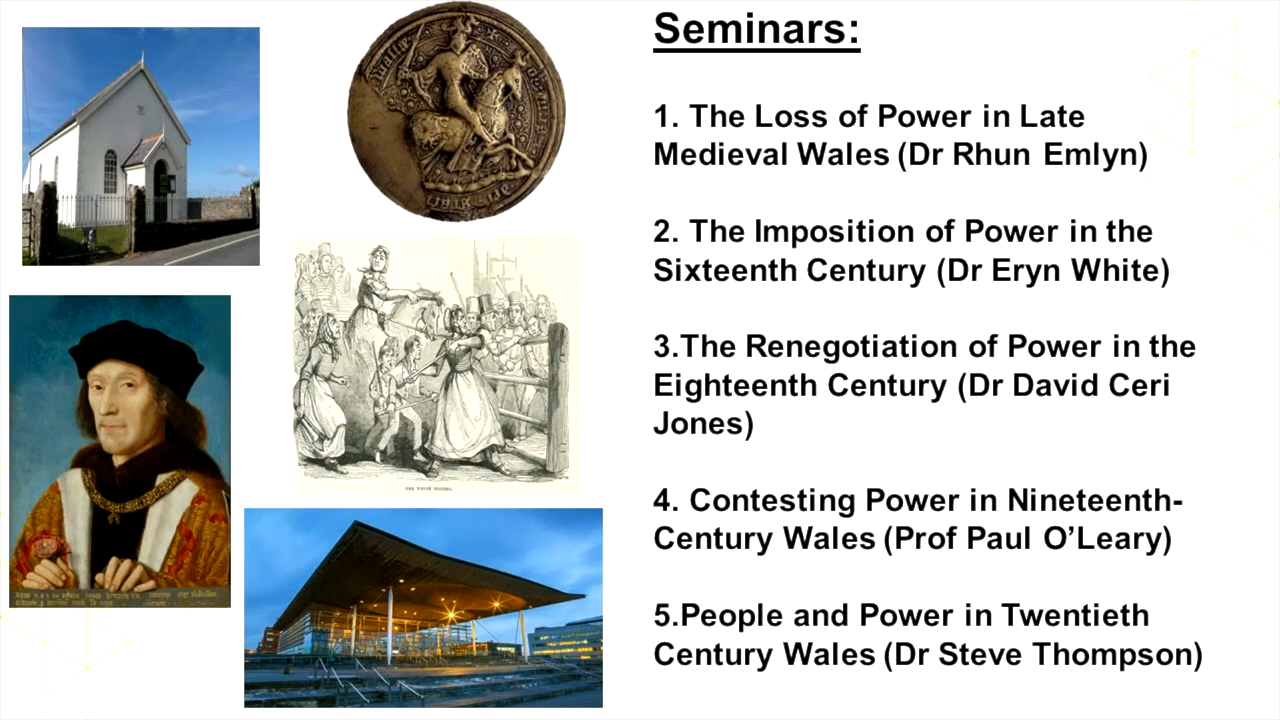 Seminars:
1. The Loss of Power in Late
Medieval Wales (Dr Rhun Emlyn)
2. The Imposition of Power in the
Sixteenth Century (Dr Eryn White)
3.The Renegotiation of Power in the
Eighteenth Century (Dr David Ceri
Jones)
4. Contesting Power in Nineteenth-
Century Wales (Prof Paul O’Leary)
5.People and Power in Twentieth
Century Wales (Dr Steve Thompson)